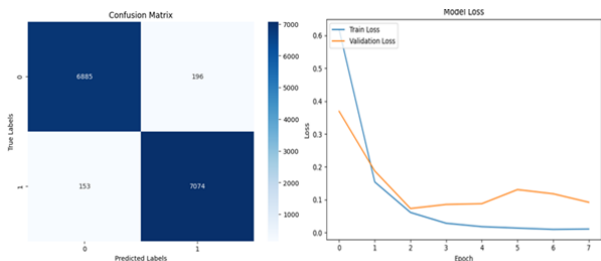 Confusion Matrix
True Labels
0
1
6885
196
153
7074
0
1
Predicted Labels
7000
6000
5000
4000
3000
2000
1000
Model Loss
Train Loss
Validation Loss
Loss
0.6
0.5
0.4
0.3
0.2
0.1
0.0
0 1 2 3 4 5 6 7
Epoch